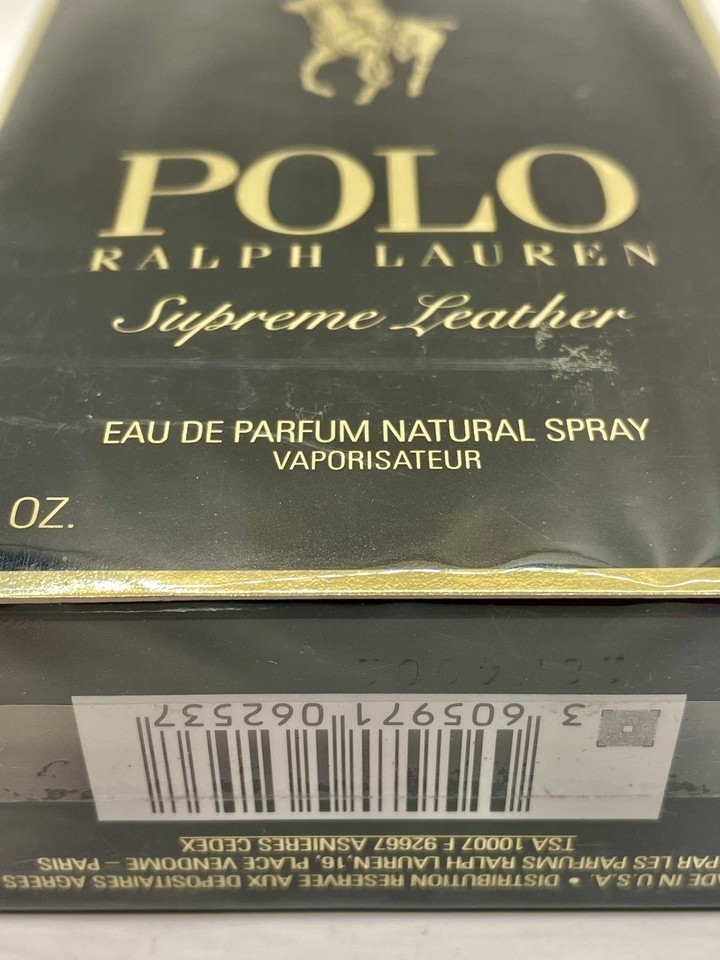 POLO
RALPH LAUREN
Supreme Leather
EAU DE PARFUM NATURAL SPRAY
VAPORISATEUR
OZ.
ADE IN U.S.A. • DISTRIBUTION RESERVEE AUX DEPOSITAIRES AGREES
PAR LES PARFUMS RALPH LAUREN,16, PLACE VENDOME – PARIS
TSA 10007 F 92667 ASNIERES CEDEX
3 605971 062537